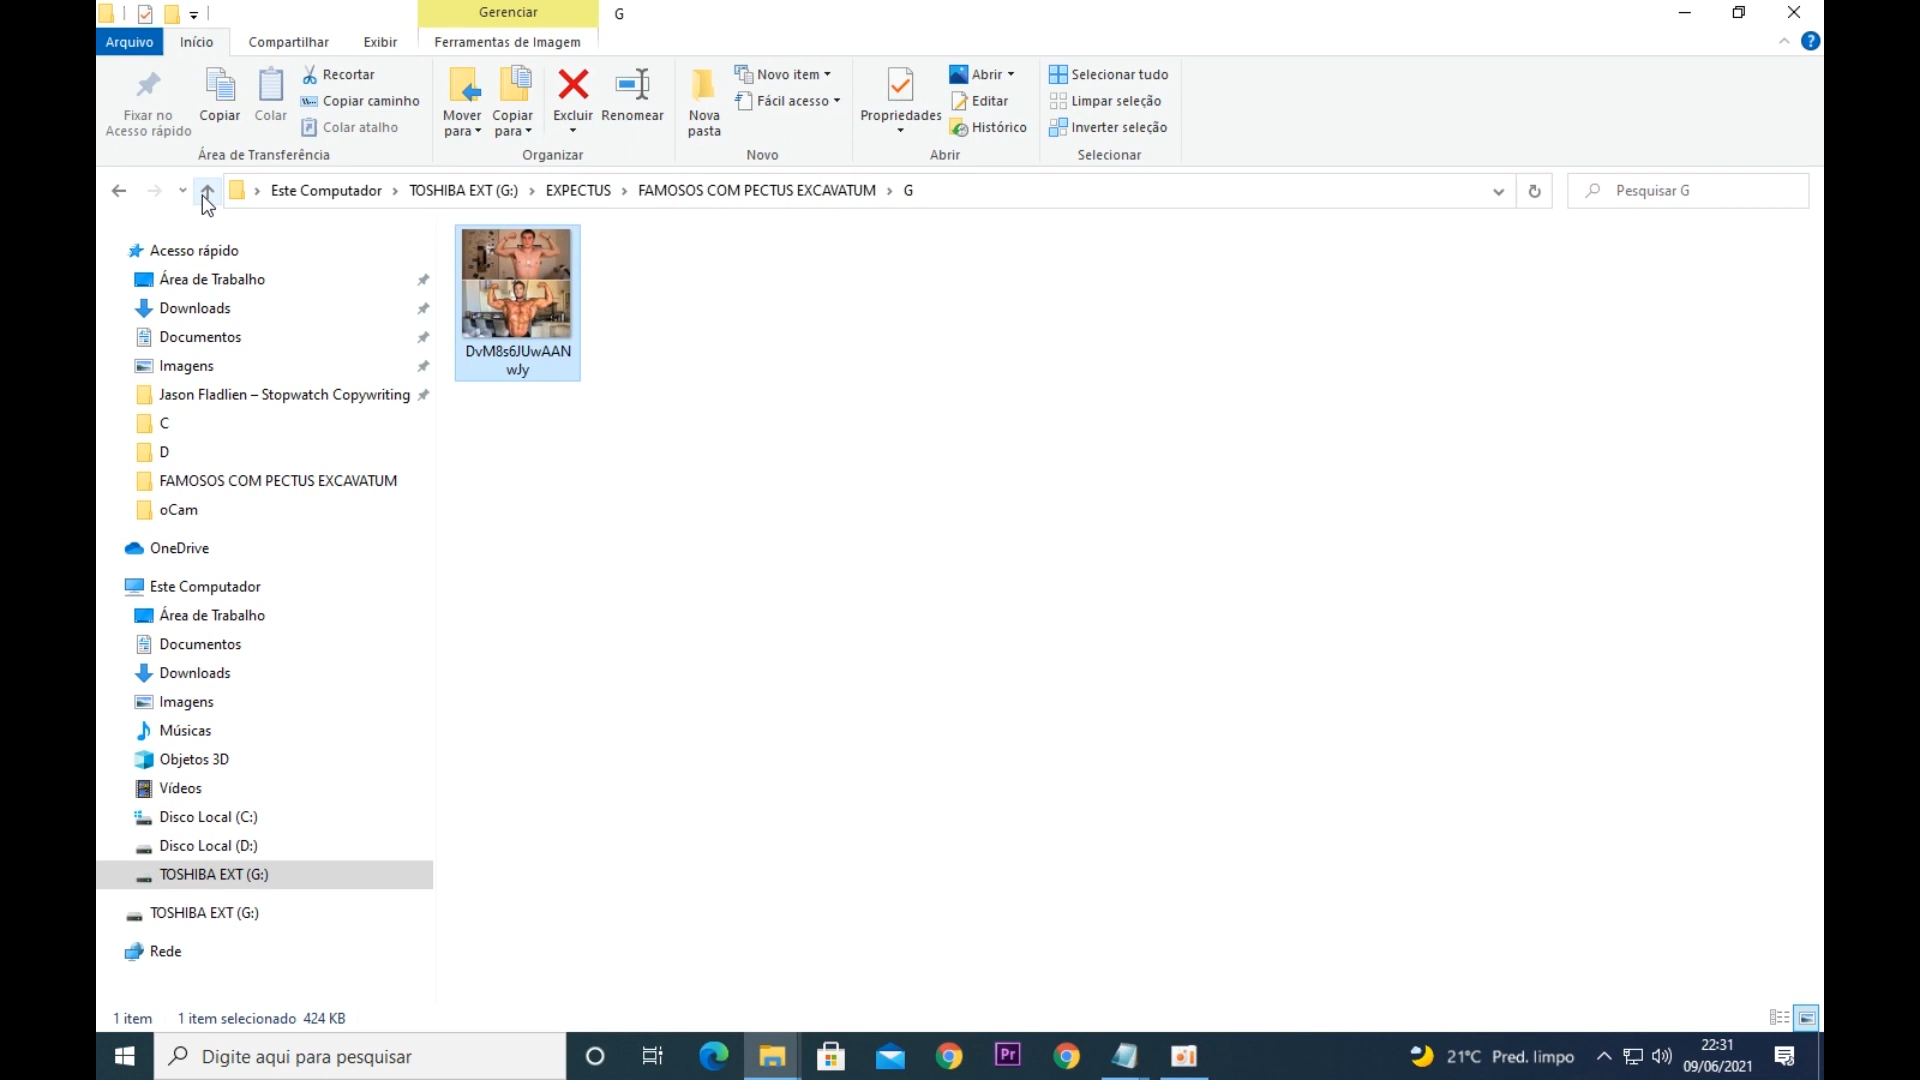 Gerenciar
G
Arquivo
Início
Compartilhar
Exibir
Ferramentas de Imagem
Fixar no
Acesso rápido
Copiar
Colar
Recortar
Copiar caminho
Colar atalho
Área de Transferência
Mover
para
Copiar
para
Excluir
Renomear
Organizar
Nova
pasta
Novo item
Fácil acesso
Novo
Propriedades
Abrir
Editar
Histórico
Abrir
Selecionar tudo
Limpar seleção
Inverter seleção
Selecionar
Este Computador > TOSHIBA EXT (G:) > EXPECTUS > FAMOSOS COM PECTUS EXCAVATUM > G
Pesquisar G
Acesso rápido
Área de Trabalho
Downloads
Documentos
Imagens
Jason Fladlien – Stopwatch Copywriting
C
D
FAMOSOS COM PECTUS EXCAVATUM
oCam
OneDrive
Este Computador
Área de Trabalho
Documentos
Downloads
Imagens
Músicas
Objetos 3D
Vídeos
Disco Local (C:)
Disco Local (D:)
TOSHIBA EXT (G:)
TOSHIBA EXT (G:)
Rede
DvM8s6JUwAAN
wJy
1 item
1 item selecionado 424 KB
Digite aqui para pesquisar
Pr
21°C Pred. limpo
22:31
09/06/2021